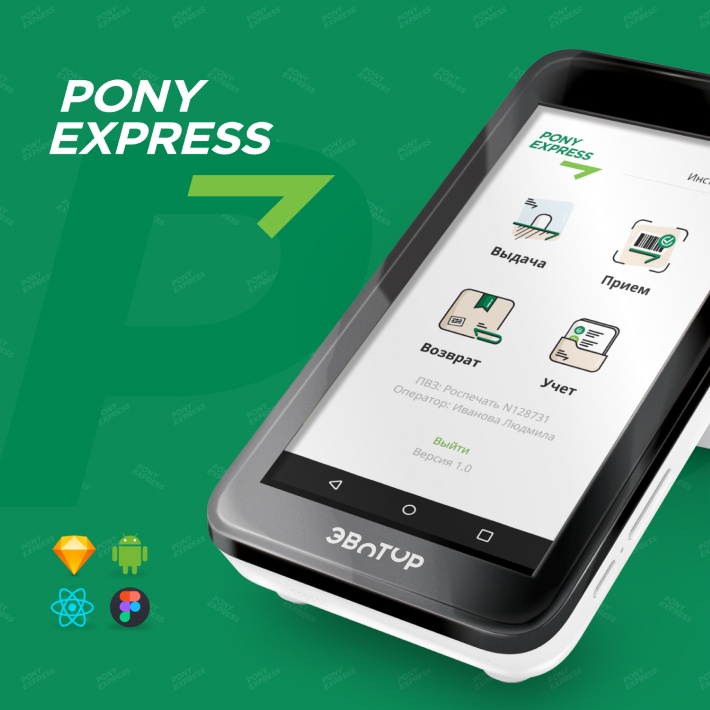 PONY
EXPRESS
PONY
EXPRESS
Выдача
Прием
Возврат
Учет
ПВЗ: Роспечать N128731
Оператор: Иванова Людмила
Выйти
Версия 1.0
ЭВОТОР